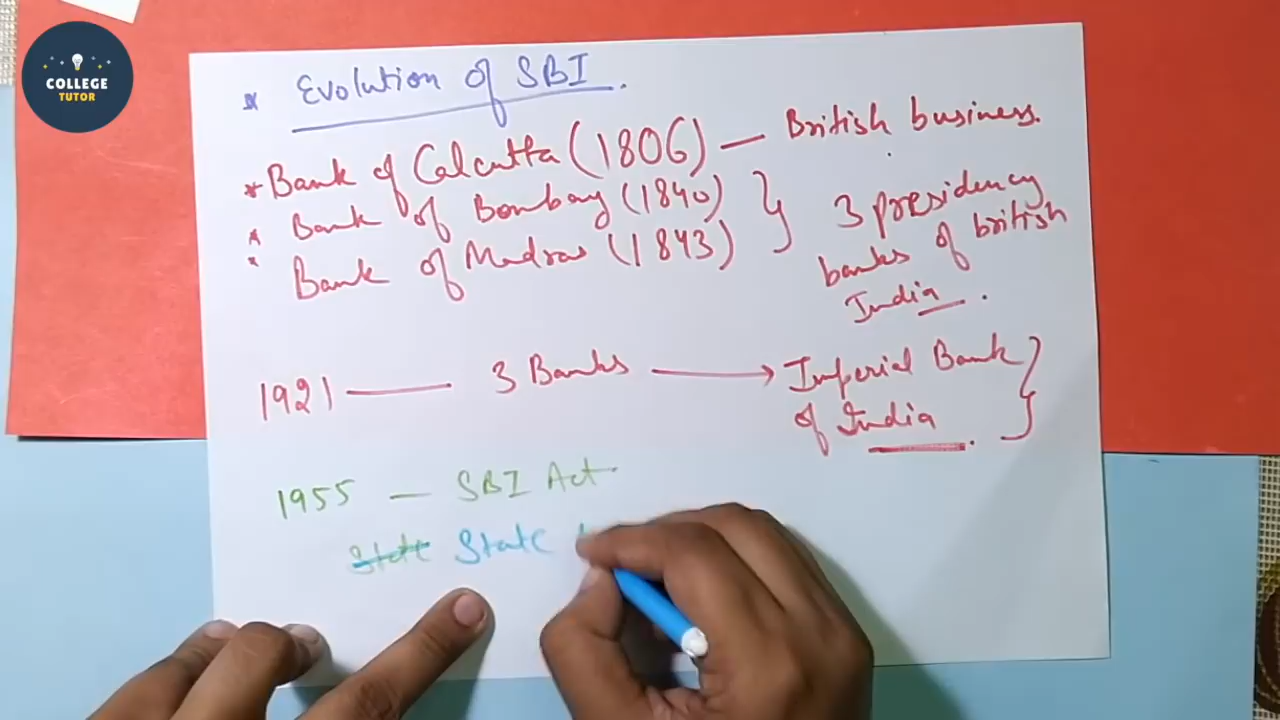 COLLEGE
TUTOR
* Evolution of SBI.
* Bank of Calcutta (1806) — British business.
* Bank of Bombay (1840)
Bank of Madras (1843)
} 3 presidency
banks of british
India.
1921 — 3 Banks → Imperial Bank
of India. }
1955 — SBI Act.
State State